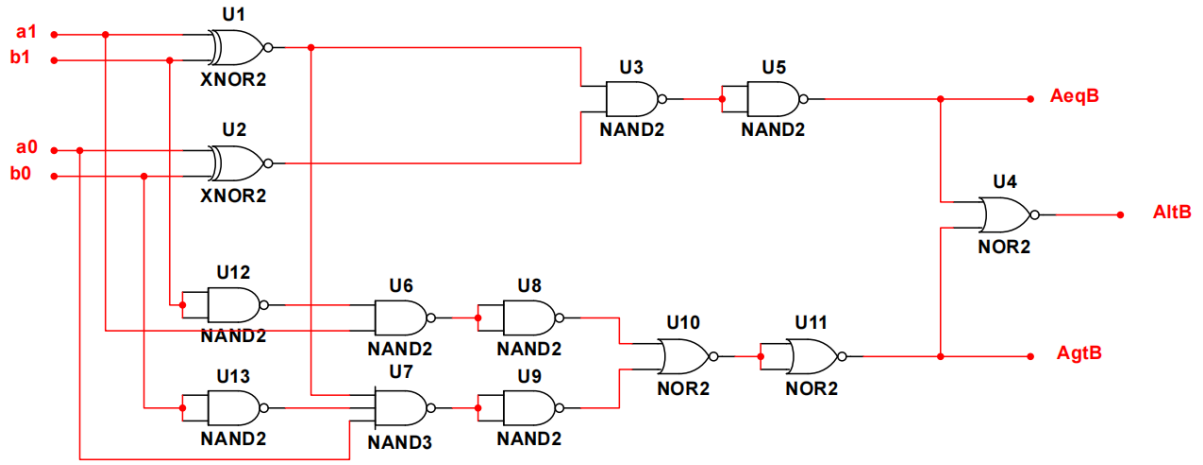 U1
a1
b1
XNOR2
U3
U5
AeqB
NAND2
NAND2
U2
a0
b0
XNOR2
U4
AltB
NOR2
U12
NAND2
U6
NAND2
U8
NAND2
U10
NOR2
U11
NOR2
AgtB
U13
NAND2
U7
NAND3
U9
NAND2